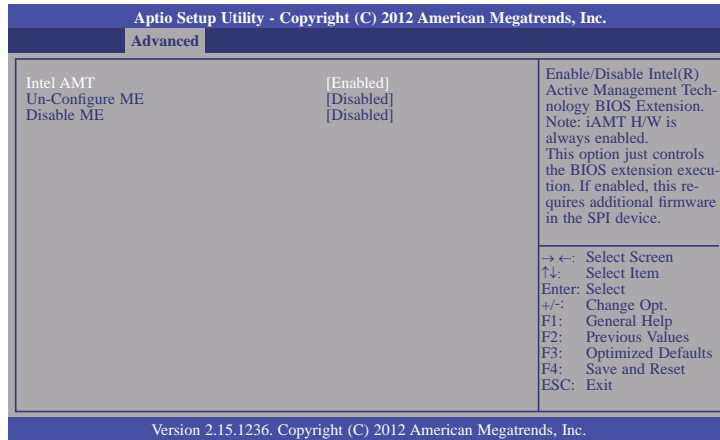 Aptio Setup Utility - Copyright (C) 2012 American Megatrends, Inc.
Advanced
Intel AMT [Enabled]
Un-Configure ME [Disabled]
Disable ME [Disabled]
Enable/Disable Intel(R)
Active Management Tech-
nology BIOS Extension.
Note: iAMT H/W is
always enabled.
This option just controls
the BIOS extension execu-
tion. If enabled, this re-
quires additional firmware
in the SPI device.
→ ←: Select Screen
↑↓: Select Item
Enter: Select
+/-: Change Opt.
F1: General Help
F2: Previous Values
F3: Optimized Defaults
F4: Save and Reset
ESC: Exit
Version 2.15.1236. Copyright (C) 2012 American Megatrends, Inc.